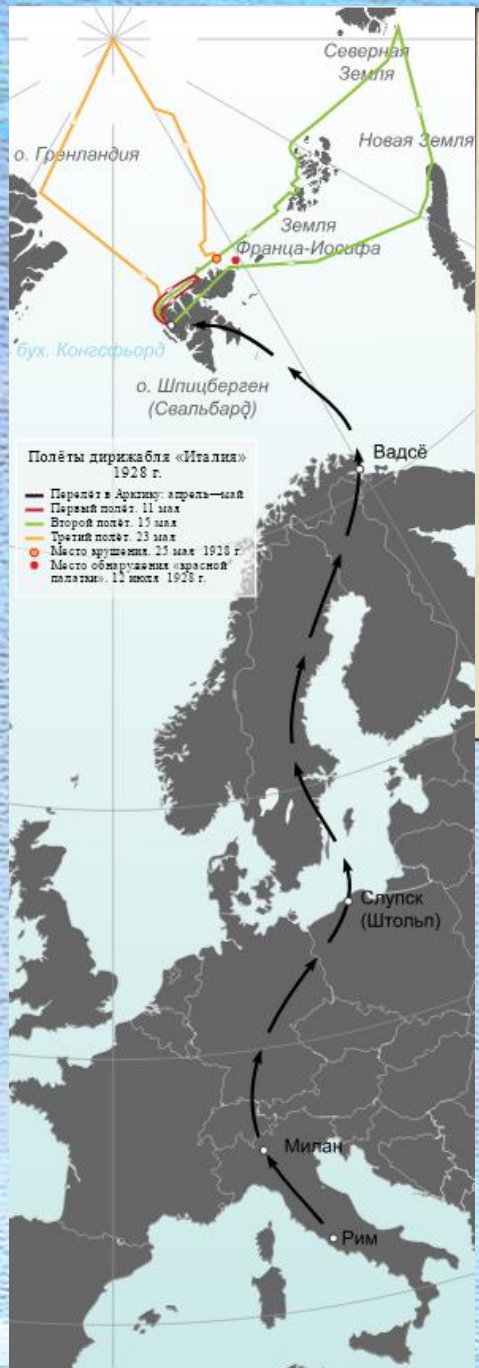 Северная
Земля
о. Гренландия
Новая Земля
Земля
Франца-Иосифа
бух. Конгсфьорд
о. Шпицберген
(Свальбард)
Вадсё
Полёты дирижабля «Италия»
1928 г.
Перелёт в Арктику: апрель—май
Первый полёт. 11 мая
Второй полёт. 15 мая
Третий полёт. 23 мая
Место крушения. 25 мая 1928 г.
Место обнаружения «красной
палатки». 12 июля 1928 г.
Слупск
(Штольп)
Милан
Рим